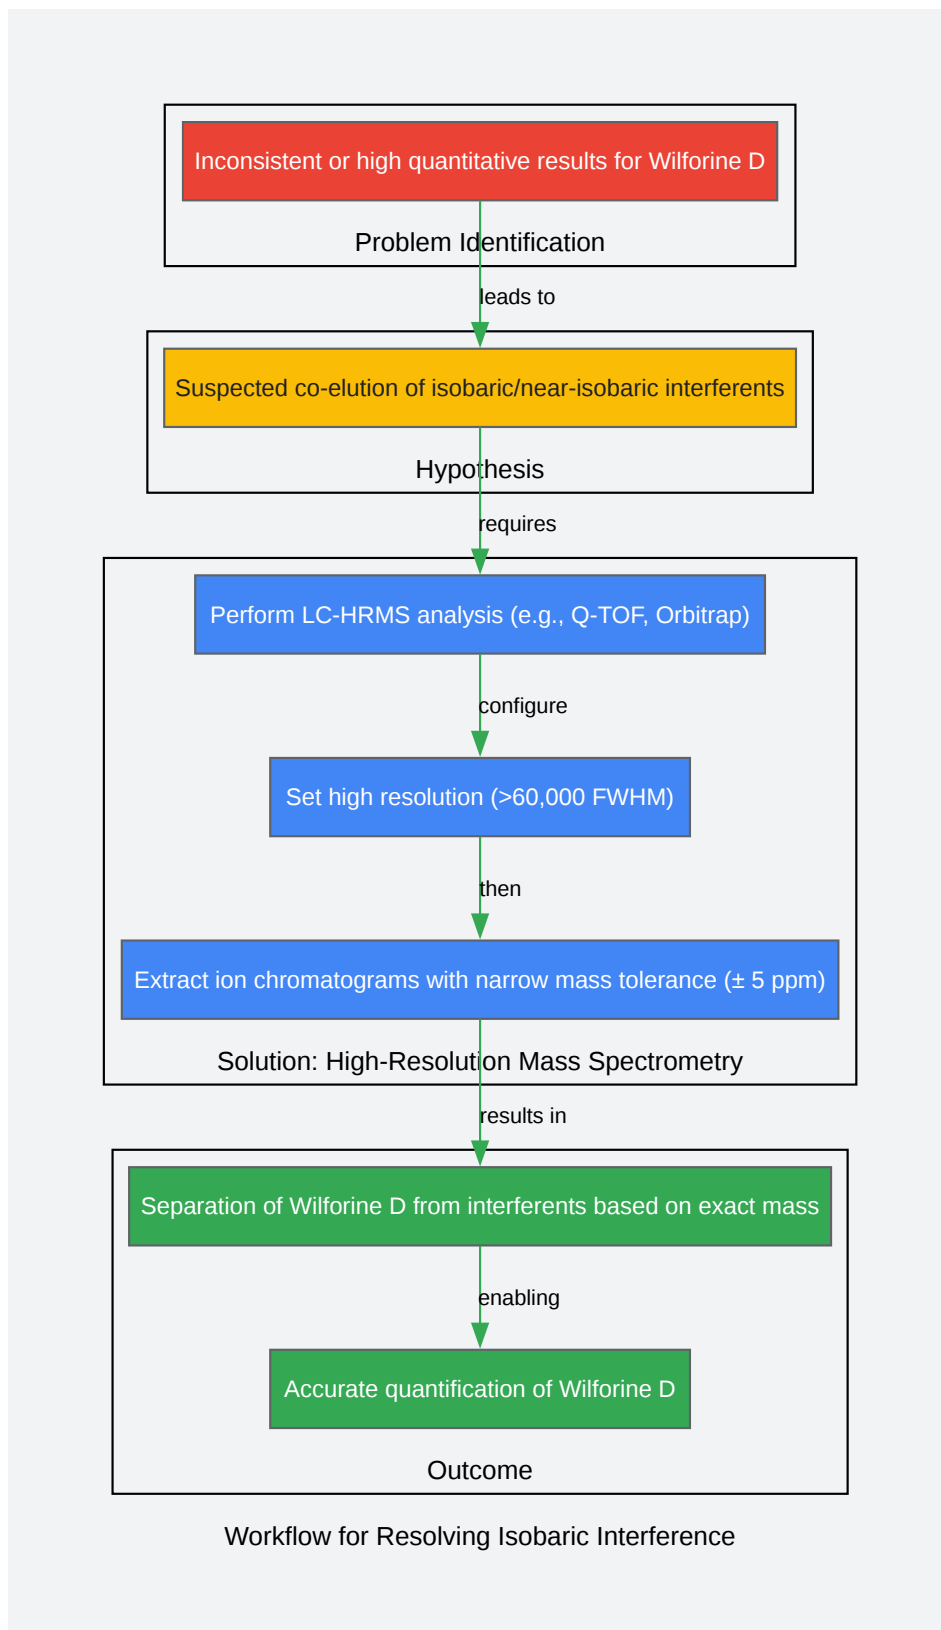 Inconsistent or high quantitative results for Wilforine D
Problem Identification
leads to
Suspected co-elution of isobaric/near-isobaric interferents
Hypothesis
requires
Perform LC-HRMS analysis (e.g., Q-TOF, Orbitrap)
configure
Set high resolution (>60,000 FWHM)
then
Extract ion chromatograms with narrow mass tolerance (± 5 ppm)
Solution: High-Resolution Mass Spectrometry
results in
Separation of Wilforine D from interferents based on exact mass
enabling
Accurate quantification of Wilforine D
Outcome
Workflow for Resolving Isobaric Interference